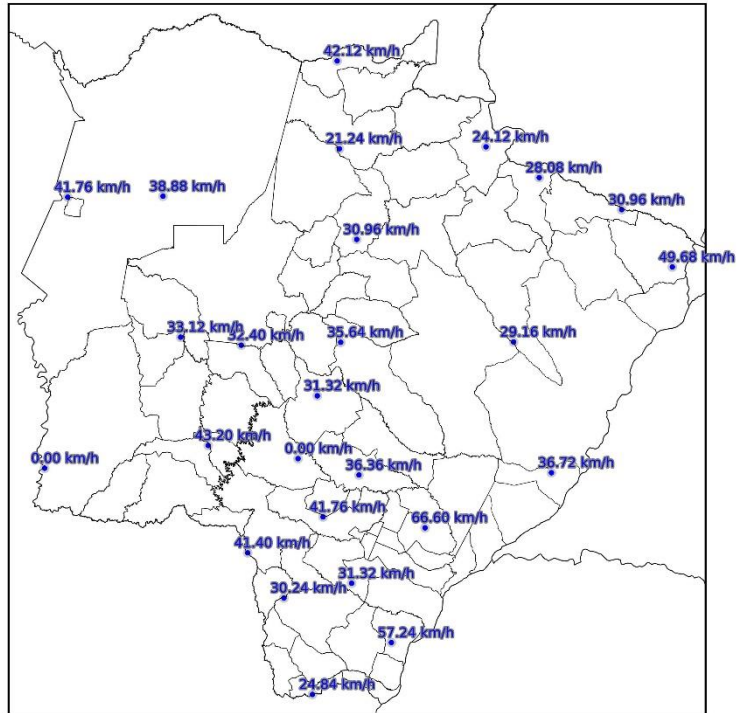 42.12 km/h
21.24 km/h
24.12 km/h
28.08 km/h
41.76 km/h
38.88 km/h
30.96 km/h
30.96 km/h
49.68 km/h
33.12 km/h
32.40 km/h
35.64 km/h
29.16 km/h
31.32 km/h
43.20 km/h
0.00 km/h
0.00 km/h
36.36 km/h
36.72 km/h
41.76 km/h
66.60 km/h
41.40 km/h
31.32 km/h
30.24 km/h
57.24 km/h
24.84 km/h